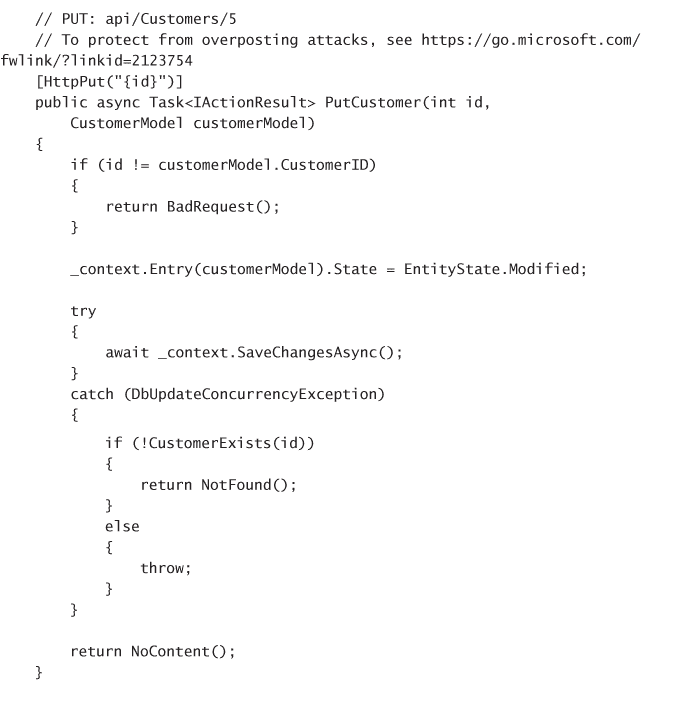 // PUT: api/Customers/5
// To protect from overposting attacks, see https://go.microsoft.com/
fwlink/?linkid=2123754
[HttpPut("{id}")]
public async Task<IActionResult> PutCustomer(int id,
CustomerModel customerModel)
{
if (id != customerModel.CustomerID)
{
return BadRequest();
}
_context.Entry(customerModel).State = EntityState.Modified;
try
{
await _context.SaveChangesAsync();
}
catch (DbUpdateConcurrencyException)
{
if (!CustomerExists(id))
{
return NotFound();
}
else
{
throw;
}
}
return NoContent();
}